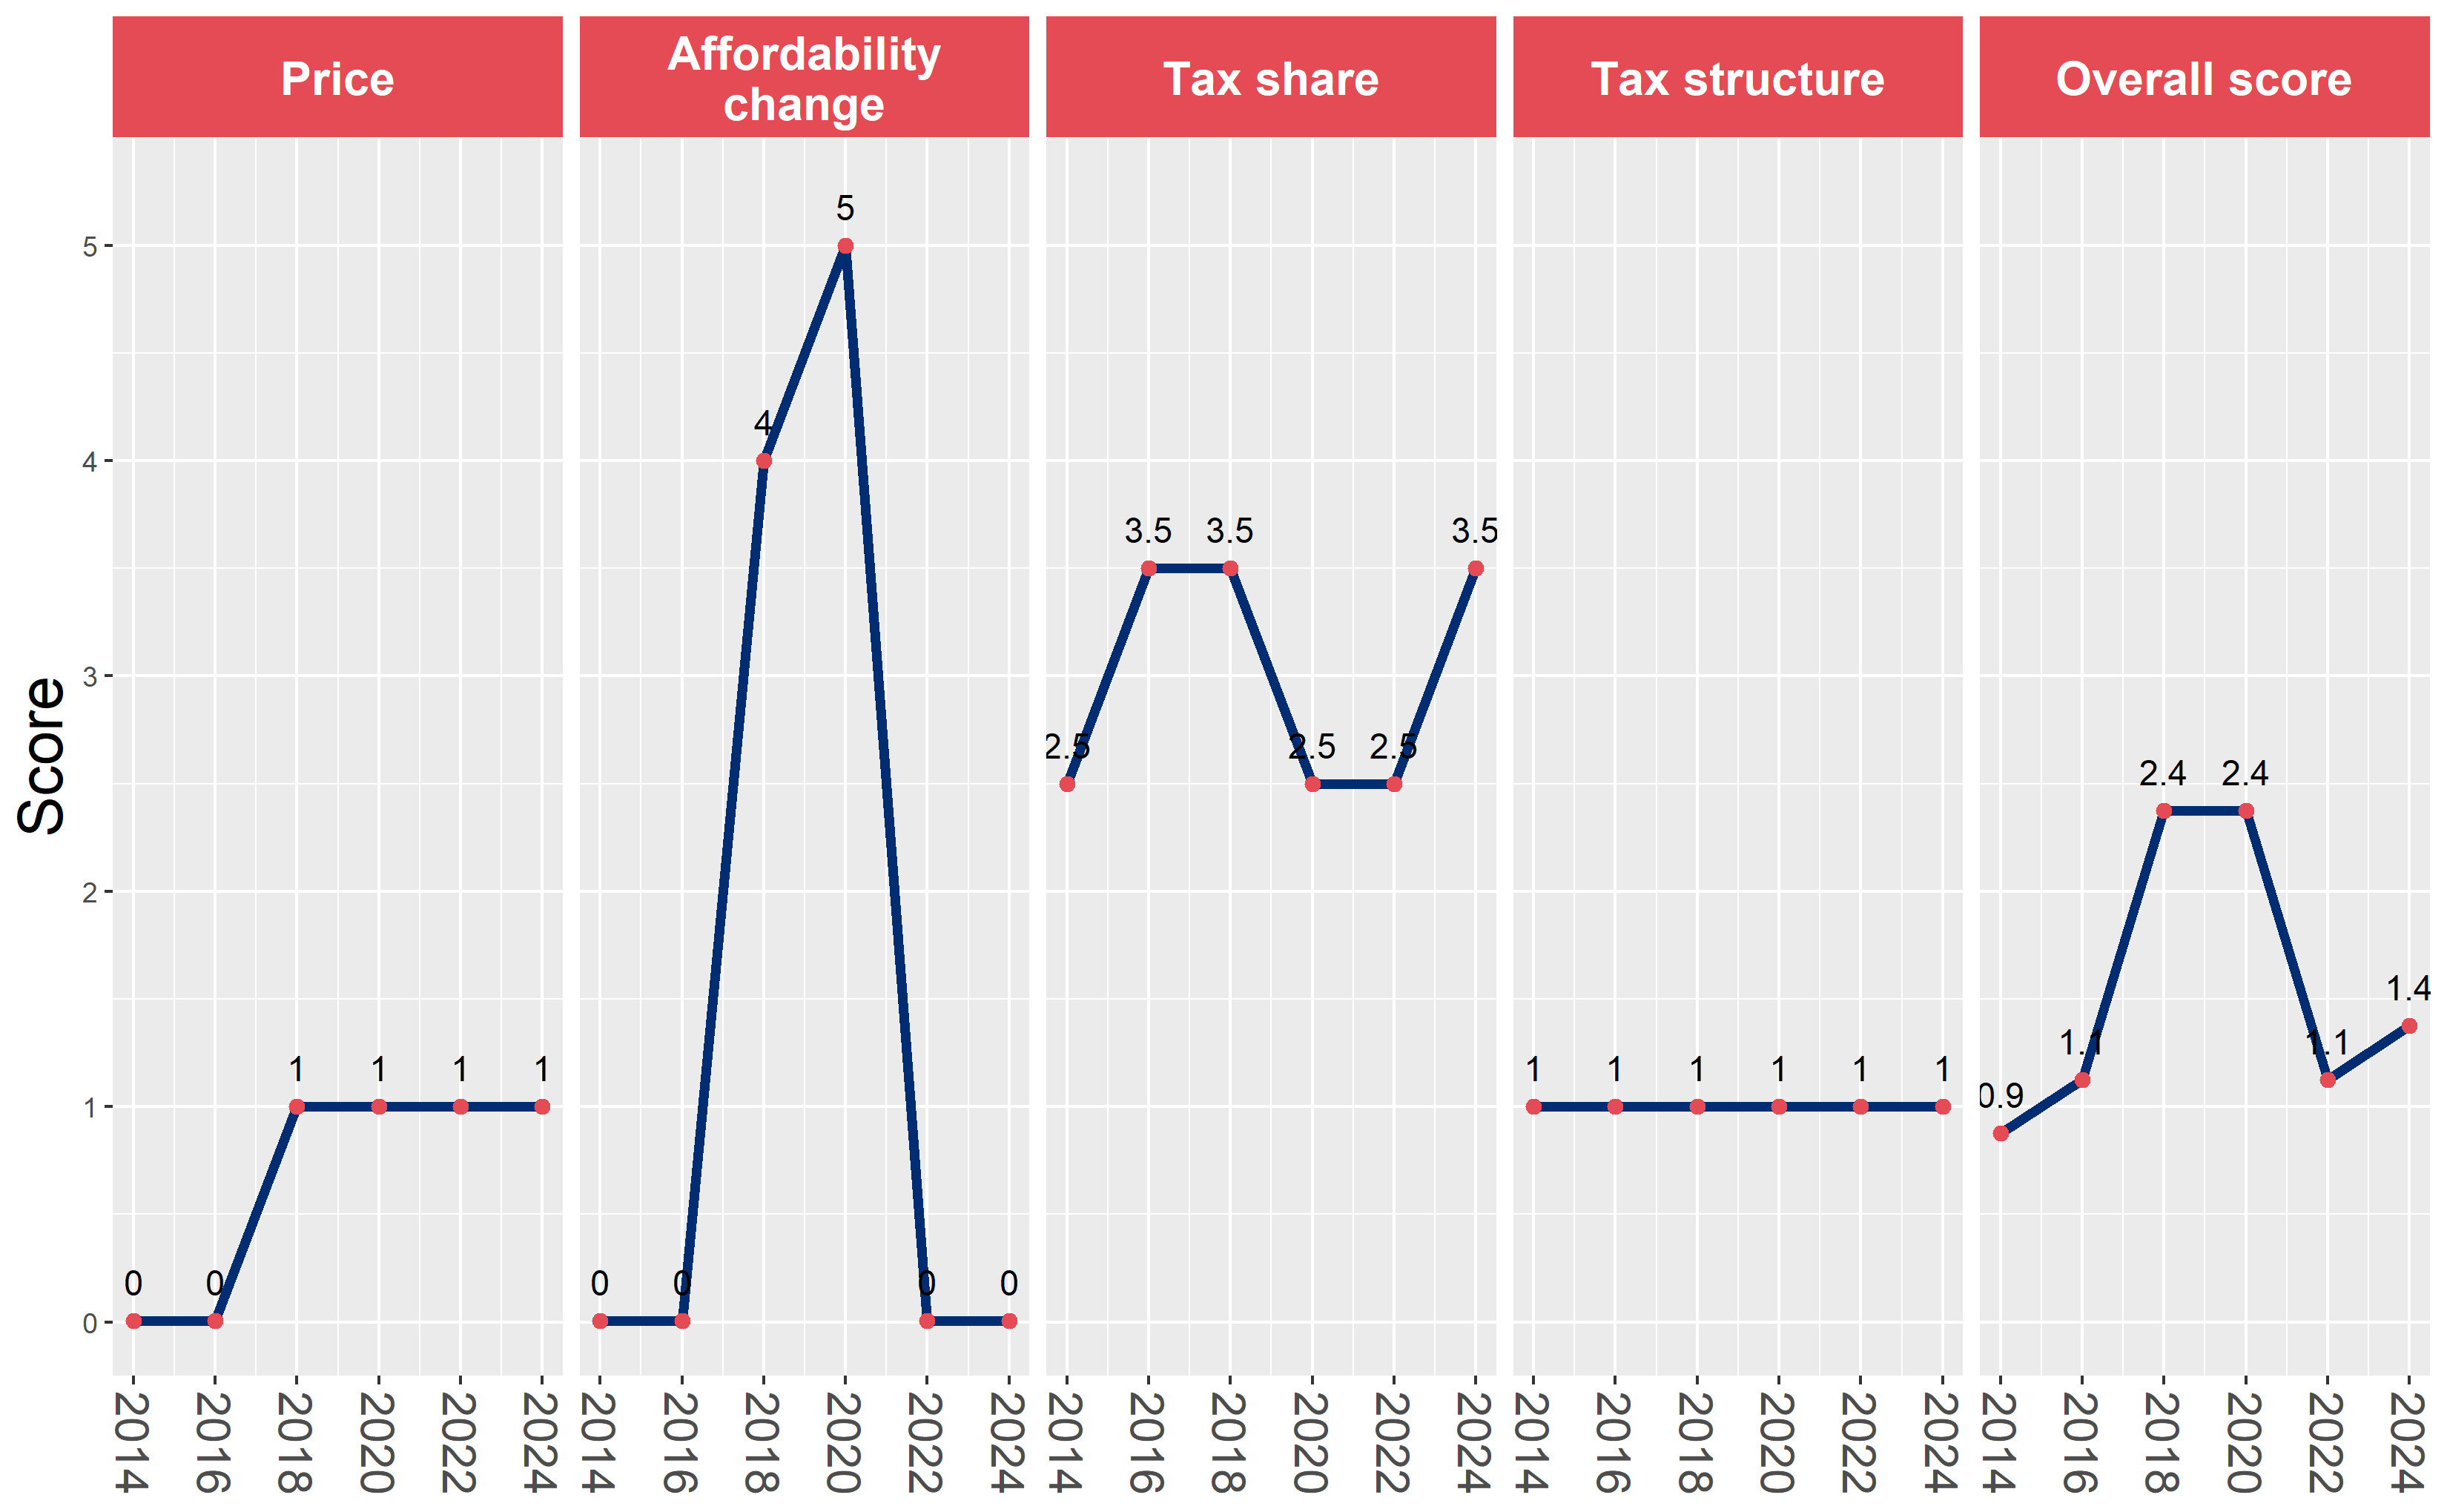 Price
Affordability
change
Tax share
Tax structure
Overall score
Score
5
4
3
2
1
0
0 0 1 1 1 1
0 0 4 5 0 0
2.5 3.5 3.5 2.5 2.5 3.5
1 1 1 1 1 1
0.9 1.1 2.4 2.4 1.1 1.4
2014 2016 2018 2020 2022 2024
2014 2016 2018 2020 2022 2024
2014 2016 2018 2020 2022 2024
2014 2016 2018 2020 2022 2024
2014 2016 2018 2020 2022 2024